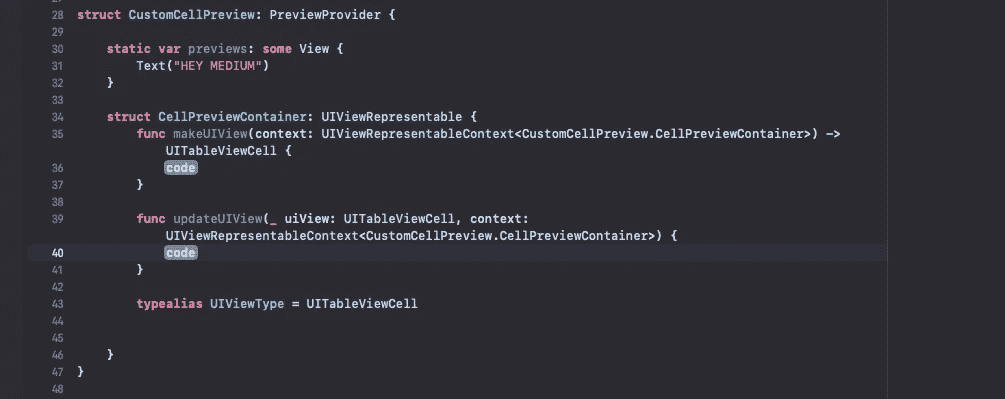 28 struct CustomCellPreview: PreviewProvider {
29
30 static var previews: some View {
31 Text("HEY MEDIUM")
32 }
33
34 struct CellPreviewContainer: UIViewRepresentable {
35 func makeUIView(context: UIViewRepresentableContext<CustomCellPreview.CellPreviewContainer>) ->
UITableViewCell {
36 code
37 }
38
39 func updateUIView(_ uiView: UITableViewCell, context:
UIViewRepresentableContext<CustomCellPreview.CellPreviewContainer>) {
40 code
41 }
42
43 typealias UIViewType = UITableViewCell
44
45
46 }
47 }
48